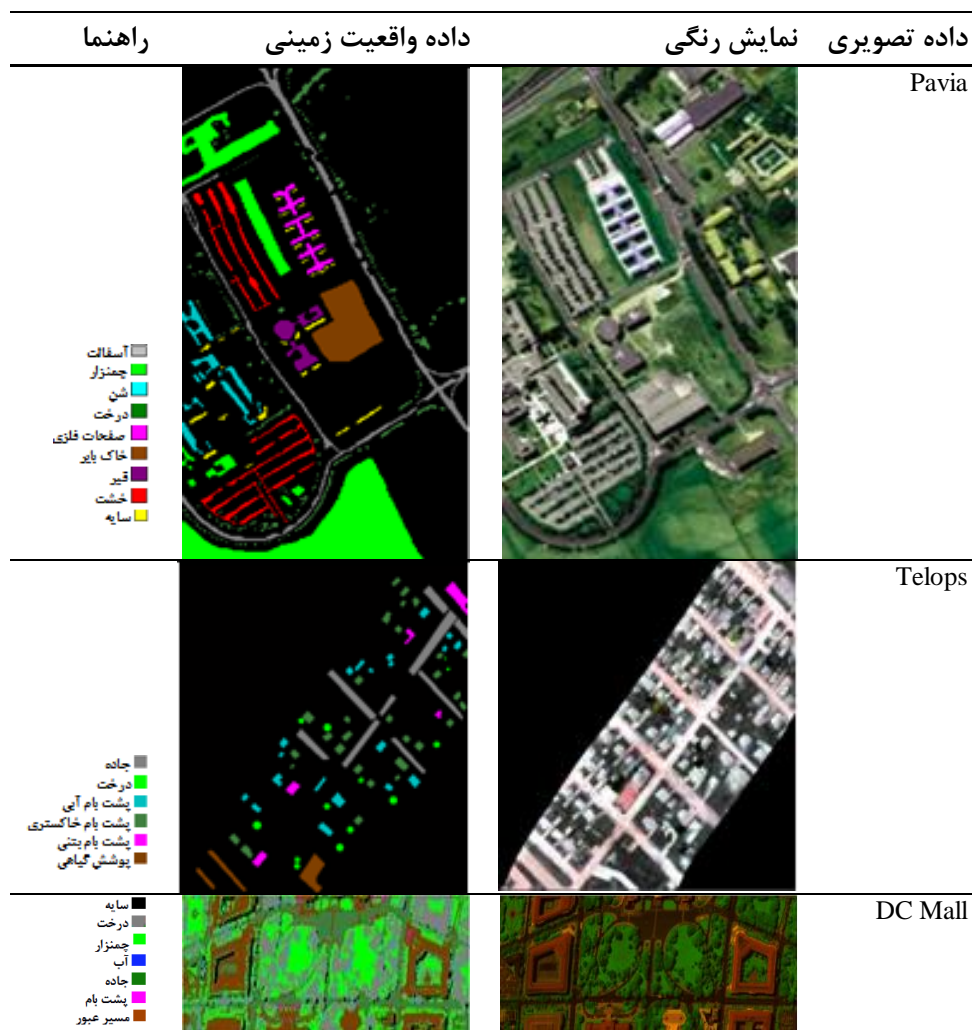 داده تصویری نمایش رنگی داده واقعیت زمینی راهنما
Pavia
آسفالت
چمنزار
شن
درخت
صفحات فلزی
خاک بایر
قیر
خشت
سایه
Telops
جاده
درخت
پشت بام آبی
پشت بام خاکستری
پشت بام بتنی
پوشش گیاهی
DC Mall
سایه
درخت
چمنزار
آب
جاده
پشت بام
مسیر عبور